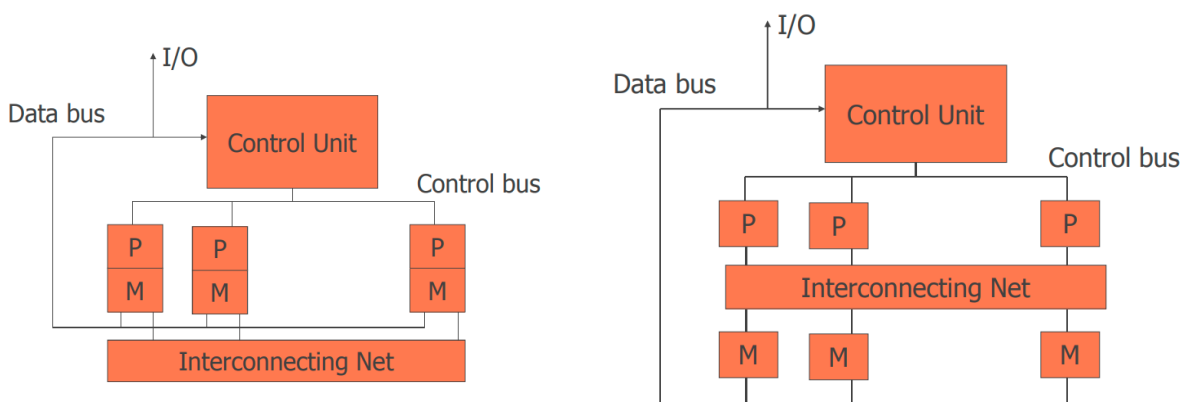 I/O
Data bus
Control Unit
Control bus
P
P
P
M
M
M
Interconnecting Net
I/O
Data bus
Control Unit
Control bus
P
P
P
Interconnecting Net
M
M
M